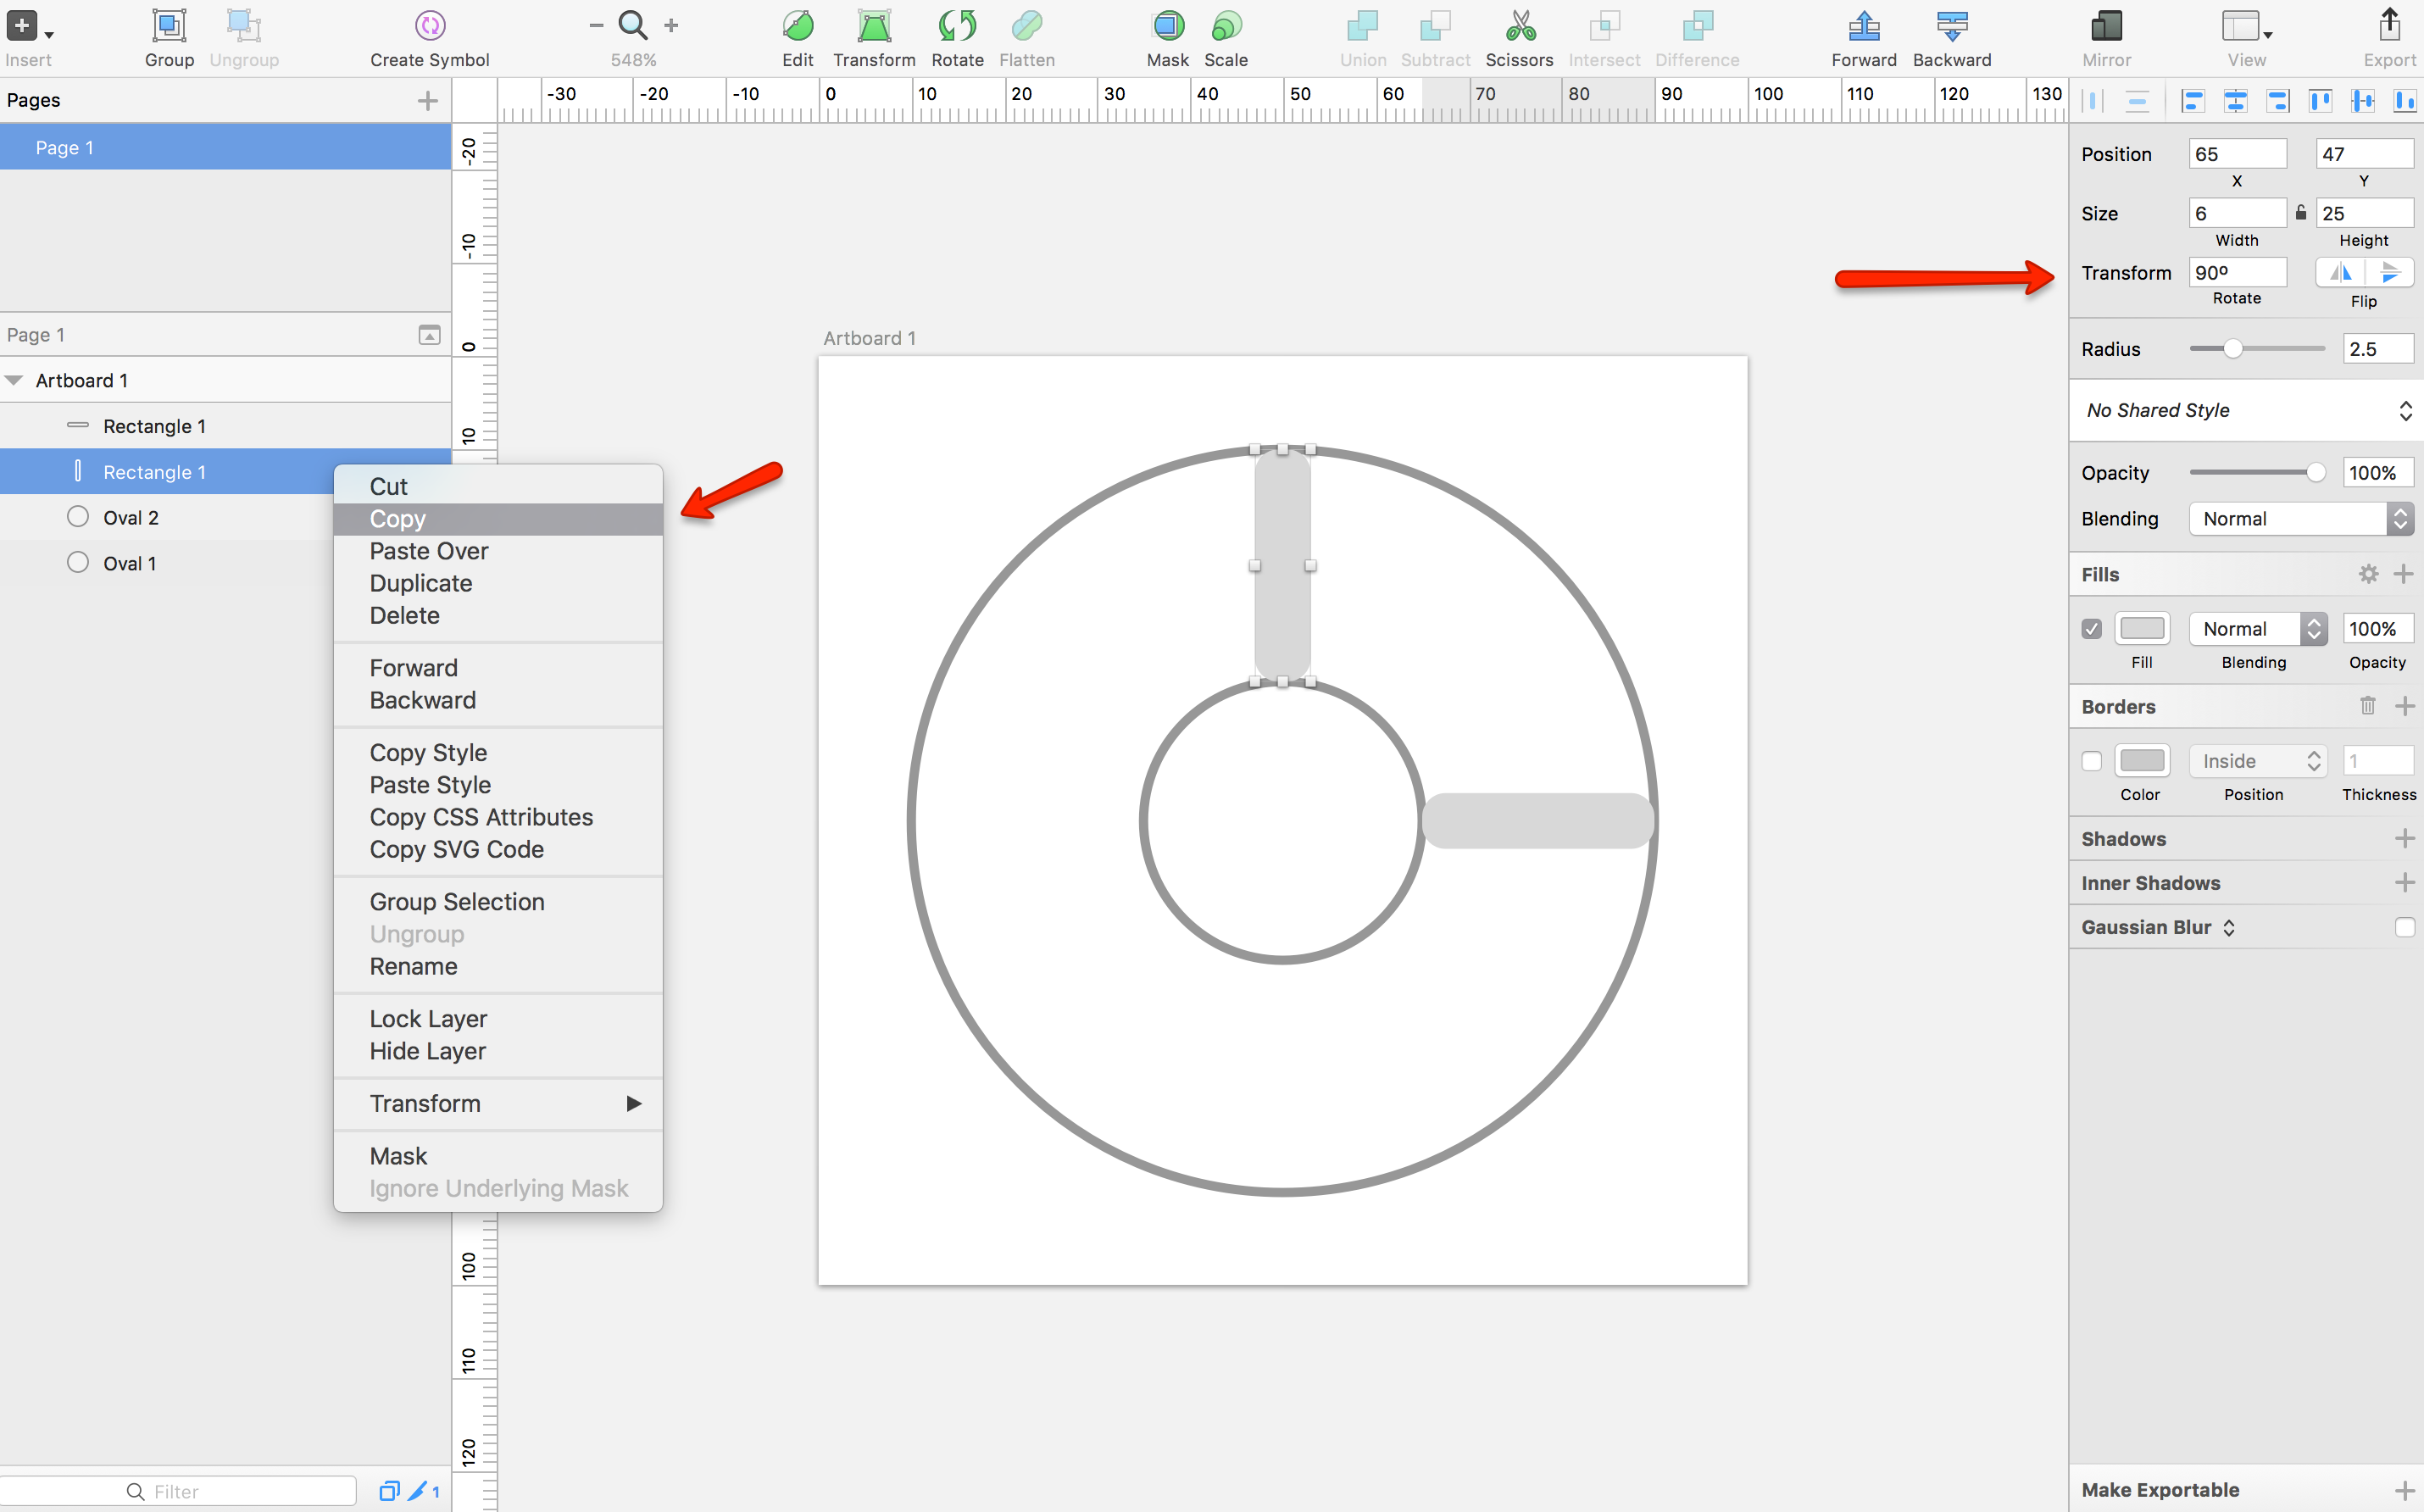 Insert Group Ungroup Create Symbol 548% Edit Transform Rotate Flatten Mask Scale Union Subtract Scissors Intersect Difference Forward Backward Mirror View Export
Pages
-30 -20 -10 0 10 20 30 40 50 60 70 80 90 100 110 120 130
Page 1
Page 1
Artboard 1
Rectangle 1
Rectangle 1
Oval 2
Oval 1
Filter
1
-20
-10
0
10
100
110
120
Cut
Copy
Paste Over
Duplicate
Delete
Forward
Backward
Copy Style
Paste Style
Copy CSS Attributes
Copy SVG Code
Group Selection
Ungroup
Rename
Lock Layer
Hide Layer
Transform
Mask
Ignore Underlying Mask
Artboard 1
Position 65 47
X Y
Size 6 25
Width Height
Transform 90º
Rotate Flip
Radius 2.5
No Shared Style
Opacity 100%
Blending Normal
Fills
Normal 100%
Fill Blending Opacity
Borders
Inside 1
Color Position Thickness
Shadows
Inner Shadows
Gaussian Blur
Make Exportable